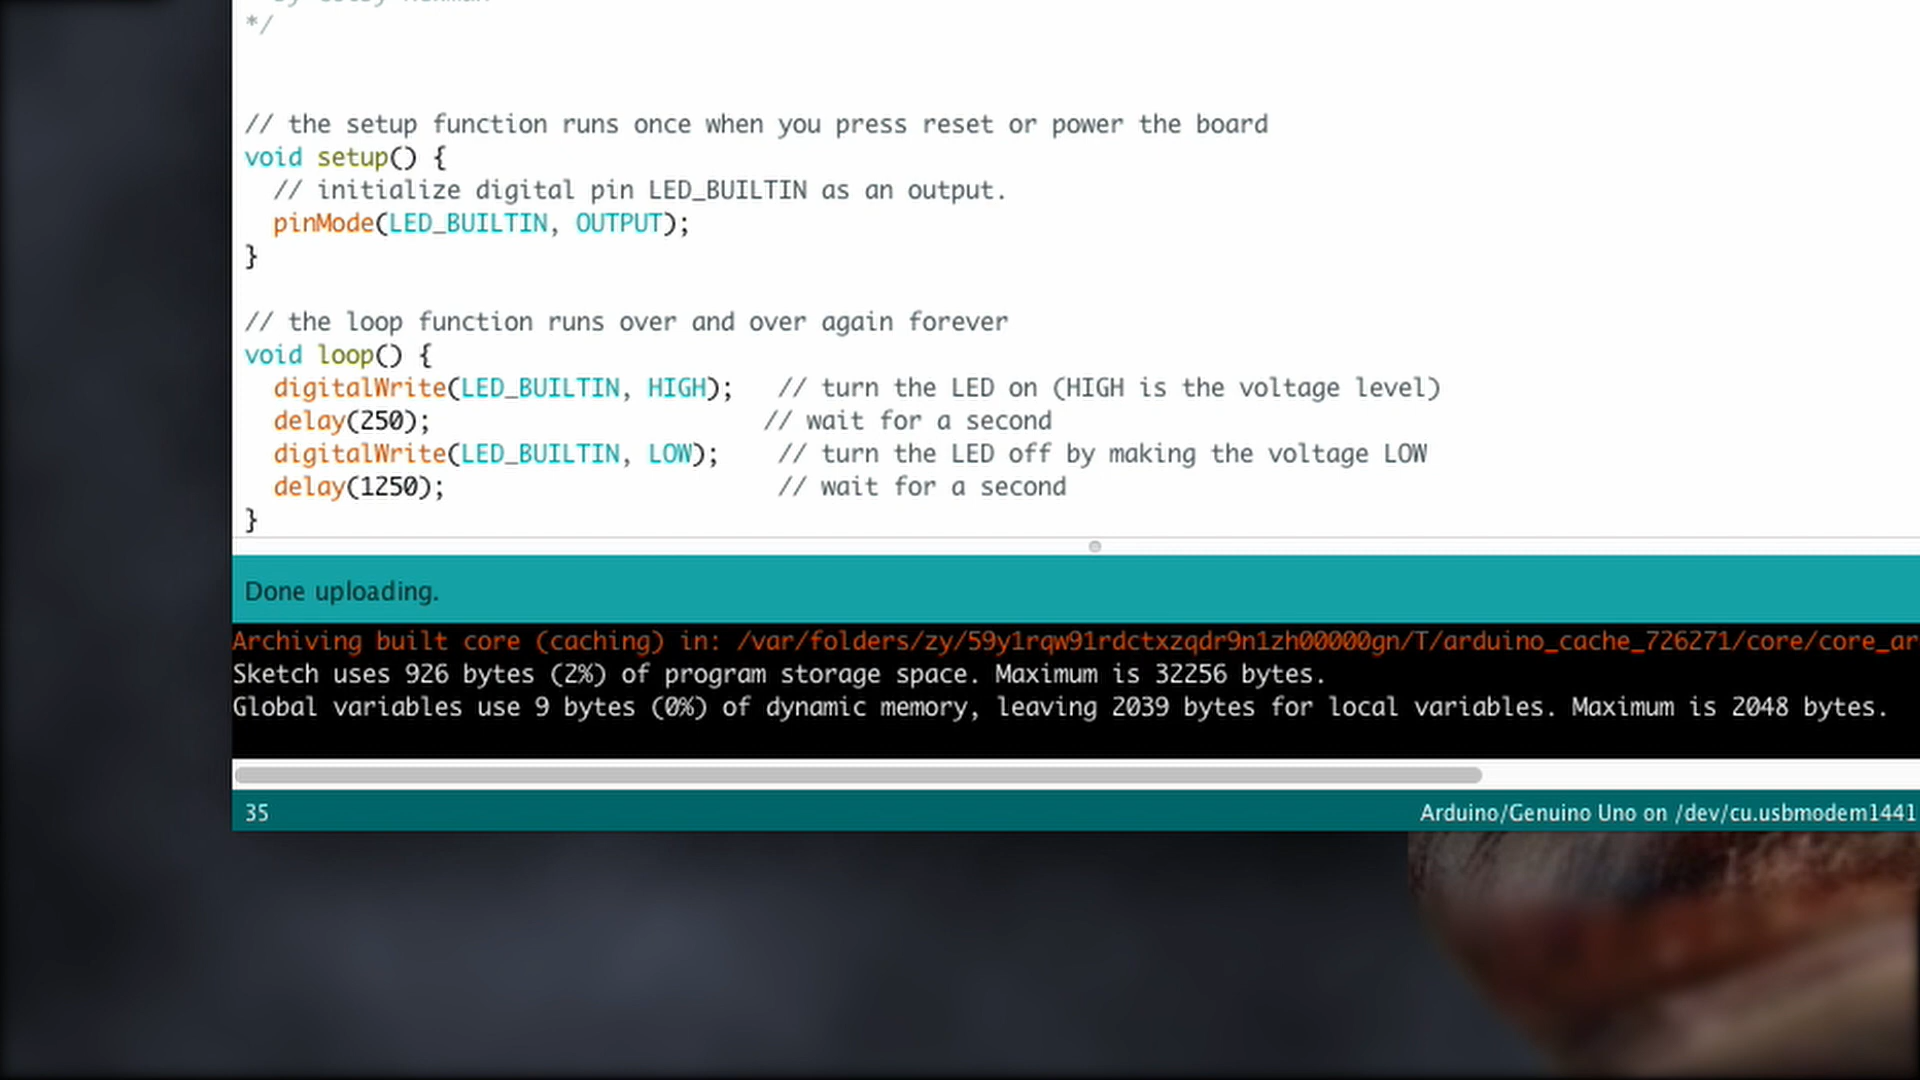 */
// the setup function runs once when you press reset or power the board
void setup() {
// initialize digital pin LED_BUILTIN as an output.
pinMode(LED_BUILTIN, OUTPUT);
}
// the loop function runs over and over again forever
void loop() {
digitalWrite(LED_BUILTIN, HIGH); // turn the LED on (HIGH is the voltage level)
delay(250); // wait for a second
digitalWrite(LED_BUILTIN, LOW); // turn the LED off by making the voltage LOW
delay(1250); // wait for a second
}
Done uploading.
Archiving built core (caching) in: /var/folders/zy/59y1rqw91rdctxzqdr9n1zh00000gn/T/arduino_cache_726271/core/core_ar
Sketch uses 926 bytes (2%) of program storage space. Maximum is 32256 bytes.
Global variables use 9 bytes (0%) of dynamic memory, leaving 2039 bytes for local variables. Maximum is 2048 bytes.
35 Arduino/Genuino Uno on /dev/cu.usbmodem1441